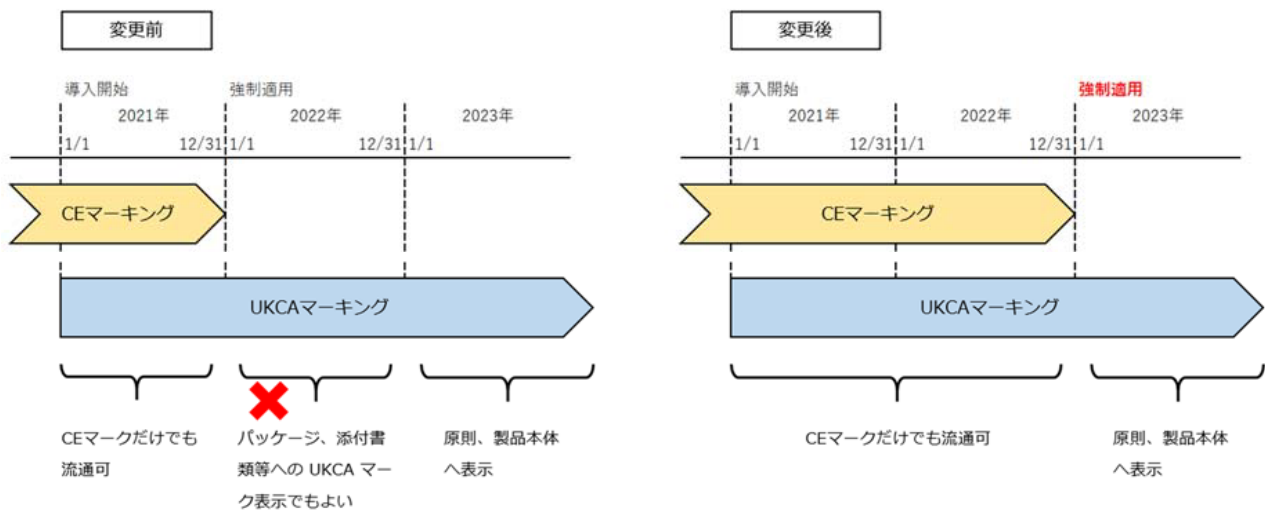 変更前
導入開始
強制適用
2021年
2022年
2023年
1/1
12/31
1/1
12/31
1/1
CEマーキング
UKCAマーキング
CEマークだけでも
流通可
パッケージ、添付書
類等への UKCA マー
ク表示でもよい
原則、製品本体
へ表示
変更後
導入開始
強制適用
2021年
2022年
2023年
1/1
12/31
1/1
12/31
1/1
CEマーキング
UKCAマーキング
CEマークだけでも流通可
原則、製品本体
へ表示